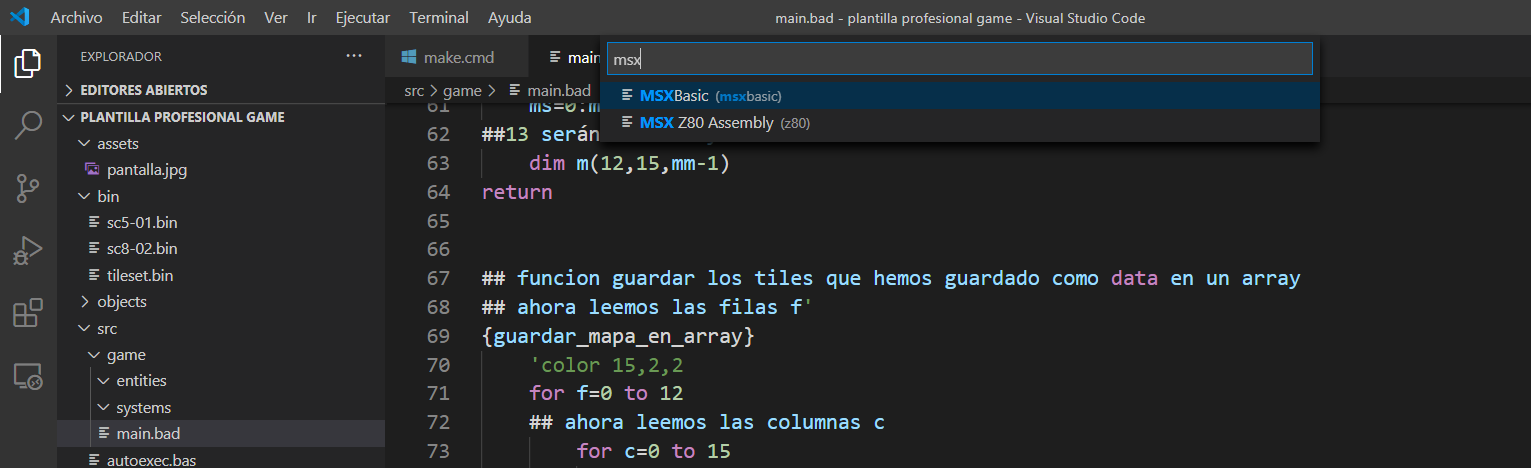 Archivo Editar Selección Ver Ir Ejecutar Terminal Ayuda main.bad - plantilla profesional game - Visual Studio Code
EXPLORADOR ···
EDITORES ABIERTOS
PLANTILLA PROFESIONAL GAME
assets
pantalla.jpg
bin
sc5-01.bin
sc8-02.bin
tileset.bin
objects
src
game
entities
systems
main.bad
autoexec.bas
make.cmd main
msx
MSXBasic (msxbasic)
MSX Z80 Assembly (z80)
src > game > main.bad
61 ms=0:m
62 ##13 serán
63 dim m(12,15,mm-1)
64 return
65
66
67 ## funcion guardar los tiles que hemos guardado como data en un array
68 ## ahora leemos las filas f'
69 {guardar_mapa_en_array}
70 'color 15,2,2
71 for f=0 to 12
72 ## ahora leemos las columnas c
73 for c=0 to 15